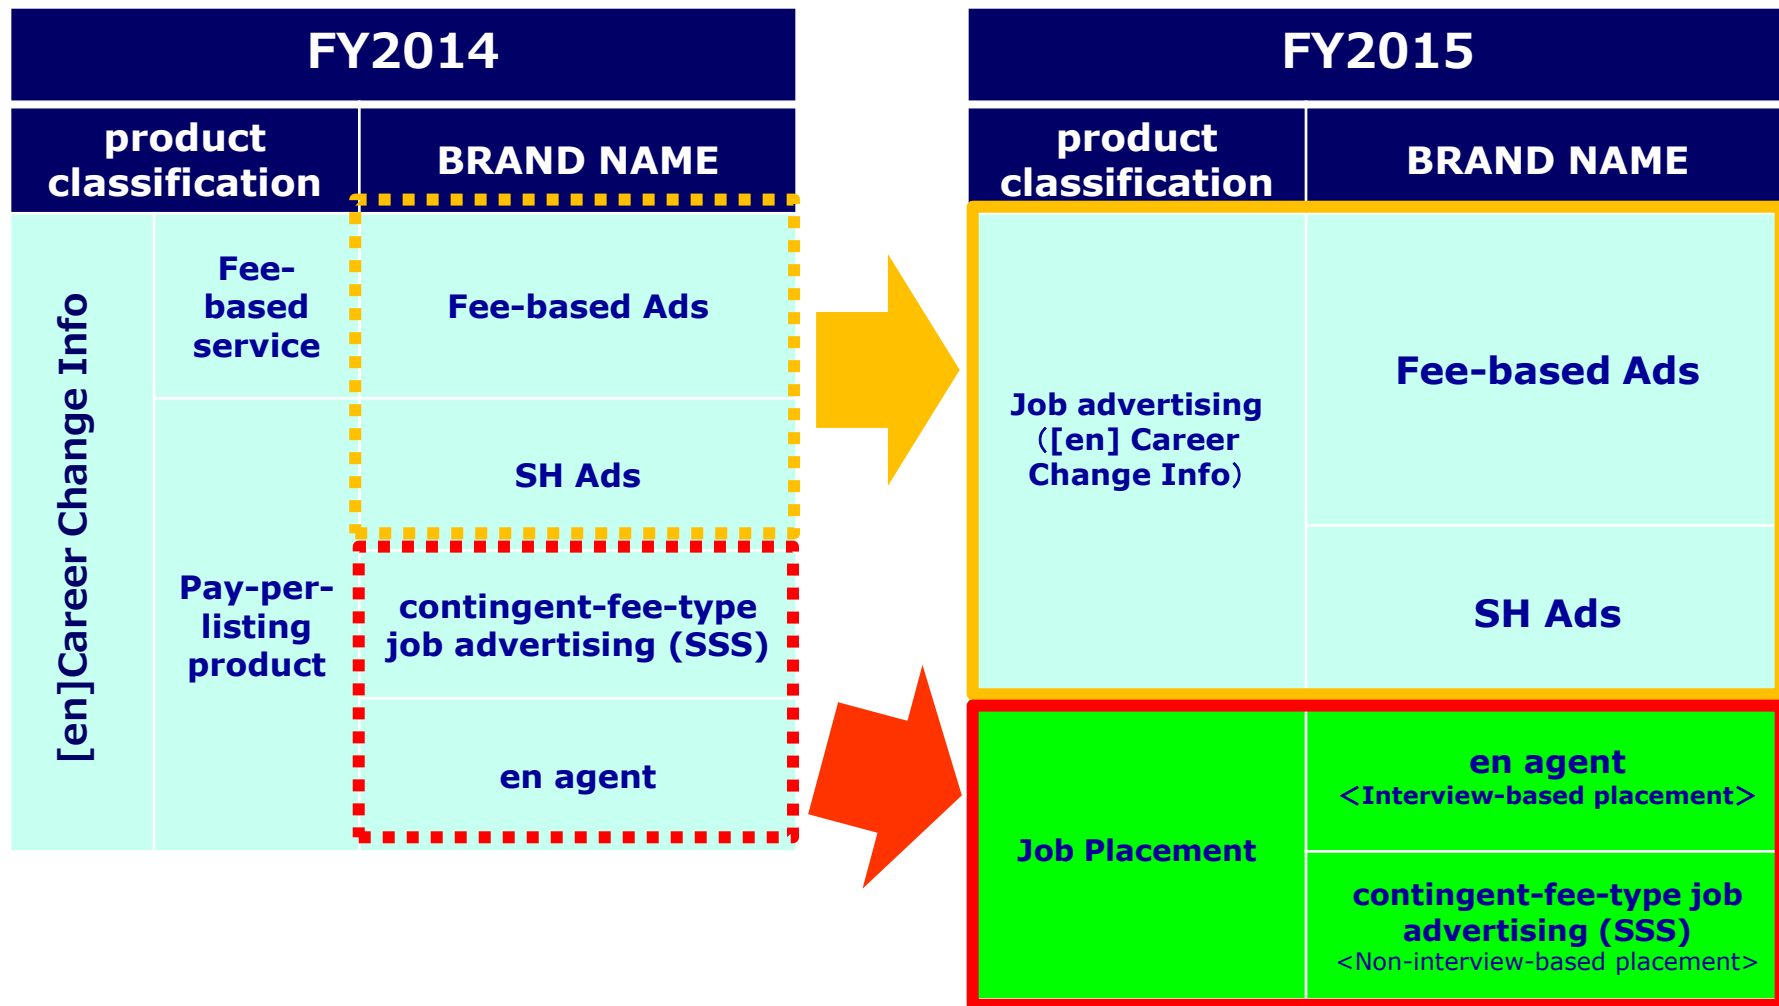 FY2014
product
classification
BRAND NAME
[en]Career Change Info
Fee-
based
service
Fee-based Ads
Pay-per-
listing
product
SH Ads
contingent-fee-type
job advertising (SSS)
en agent
FY2015
product
classification
BRAND NAME
Job advertising
（[en] Career
Change Info）
Fee-based Ads
SH Ads
Job Placement
en agent
＜Interview-based placement＞
contingent-fee-type job
advertising (SSS)
<Non-interview-based placement>